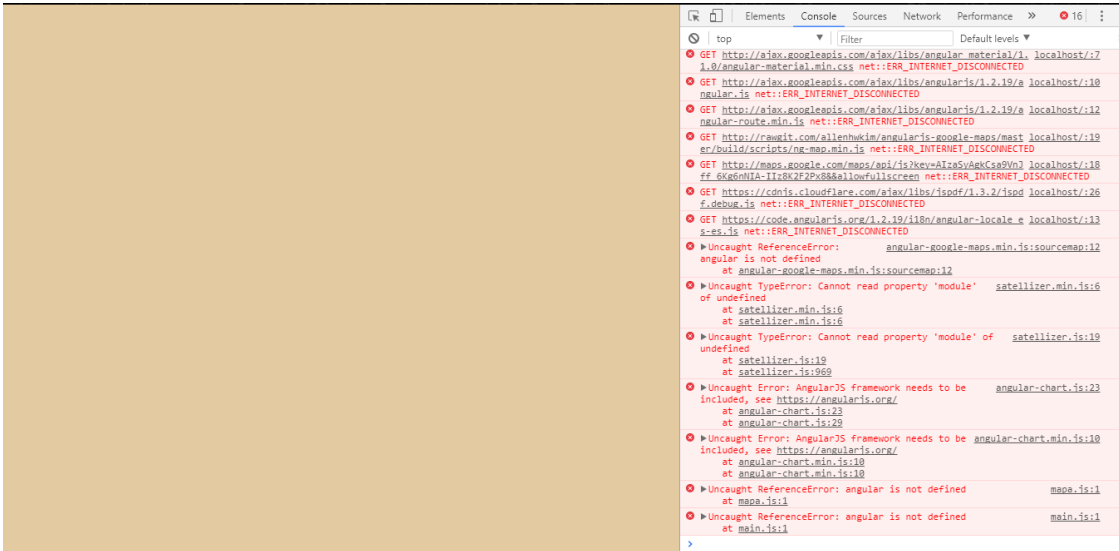 Elements Console Sources Network Performance » 16
top Filter Default levels
GET http://ajax.googleapis.com/ajax/libs/angular_material/1. localhost/:7
1.0/angular-material.min.css net::ERR_INTERNET_DISCONNECTED
GET http://ajax.googleapis.com/ajax/libs/angularjs/1.2.19/a localhost/:10
ngular.js net::ERR_INTERNET_DISCONNECTED
GET http://ajax.googleapis.com/ajax/libs/angularjs/1.2.19/a localhost/:12
ngular-route.min.js net::ERR_INTERNET_DISCONNECTED
GET http://rawgit.com/allenhwkim/angularjs-google-maps/mast localhost/:19
er/build/scripts/ng-map.min.js net::ERR_INTERNET_DISCONNECTED
GET http://maps.google.com/maps/api/js?key=AIzaSyAgkCsa9VnJ localhost/:18
ff_6Kg6nNIA-IIz8K2F2Px8&&allowfullscreen net::ERR_INTERNET_DISCONNECTED
GET https://cdnjs.cloudflare.com/ajax/libs/jspdf/1.3.2/jspd localhost/:26
f.debug.js net::ERR_INTERNET_DISCONNECTED
GET https://code.angularjs.org/1.2.19/i18n/angular-locale_e localhost/:13
s-es.js net::ERR_INTERNET_DISCONNECTED
Uncaught ReferenceError: angular-google-maps.min.js:sourcemap:12
angular is not defined
at angular-google-maps.min.js:sourcemap:12
Uncaught TypeError: Cannot read property 'module' satellizer.min.js:6
of undefined
at satellizer.min.js:6
at satellizer.min.js:6
Uncaught TypeError: Cannot read property 'module' of satellizer.js:19
undefined
at satellizer.js:19
at satellizer.js:969
Uncaught Error: AngularJS framework needs to be angular-chart.js:23
included, see https://angularjs.org/
at angular-chart.js:23
at angular-chart.js:29
Uncaught Error: AngularJS framework needs to be angular-chart.min.js:10
included, see https://angularjs.org/
at angular-chart.min.js:10
at angular-chart.min.js:10
Uncaught ReferenceError: angular is not defined mapa.js:1
at mapa.js:1
Uncaught ReferenceError: angular is not defined main.js:1
at main.js:1